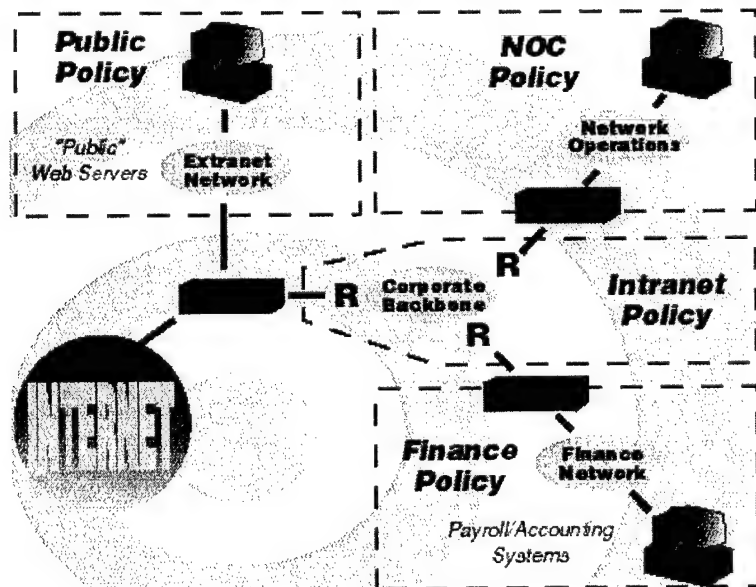 Public
Policy
"Public"
Web Servers
Extranet
Network
NOC
Policy
Network
Operations
R
R
Corporate
Backbone
R
Intranet
Policy
Finance
Policy
Finance
Network
Payroll/Accounting
Systems